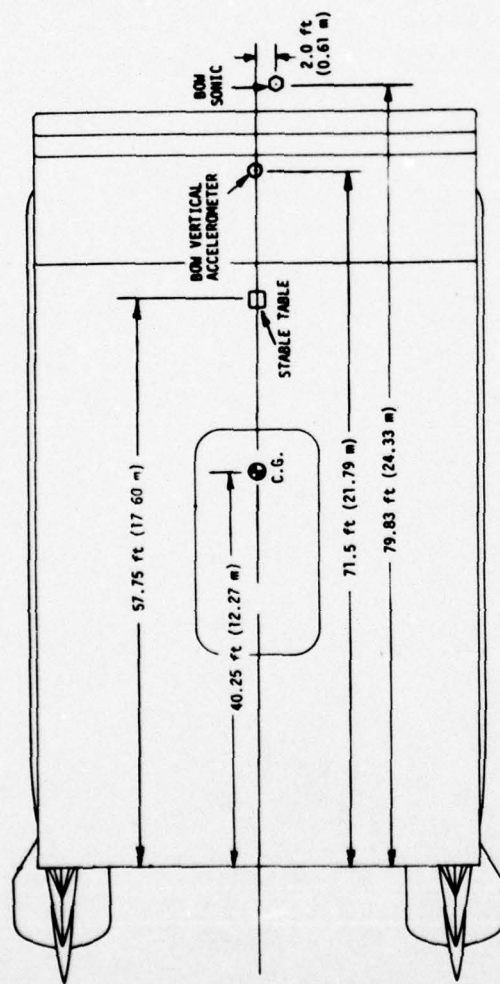 2.0 ft
(0.61 m)
BOW
SONIC
BOW VERTICAL
ACCELEROMETER
STABLE TABLE
C.G.
57.75 ft (17 60 m)
40.25 ft (12.27 m)
71.5 ft (21.79 m)
79.83 ft (24.33 m)